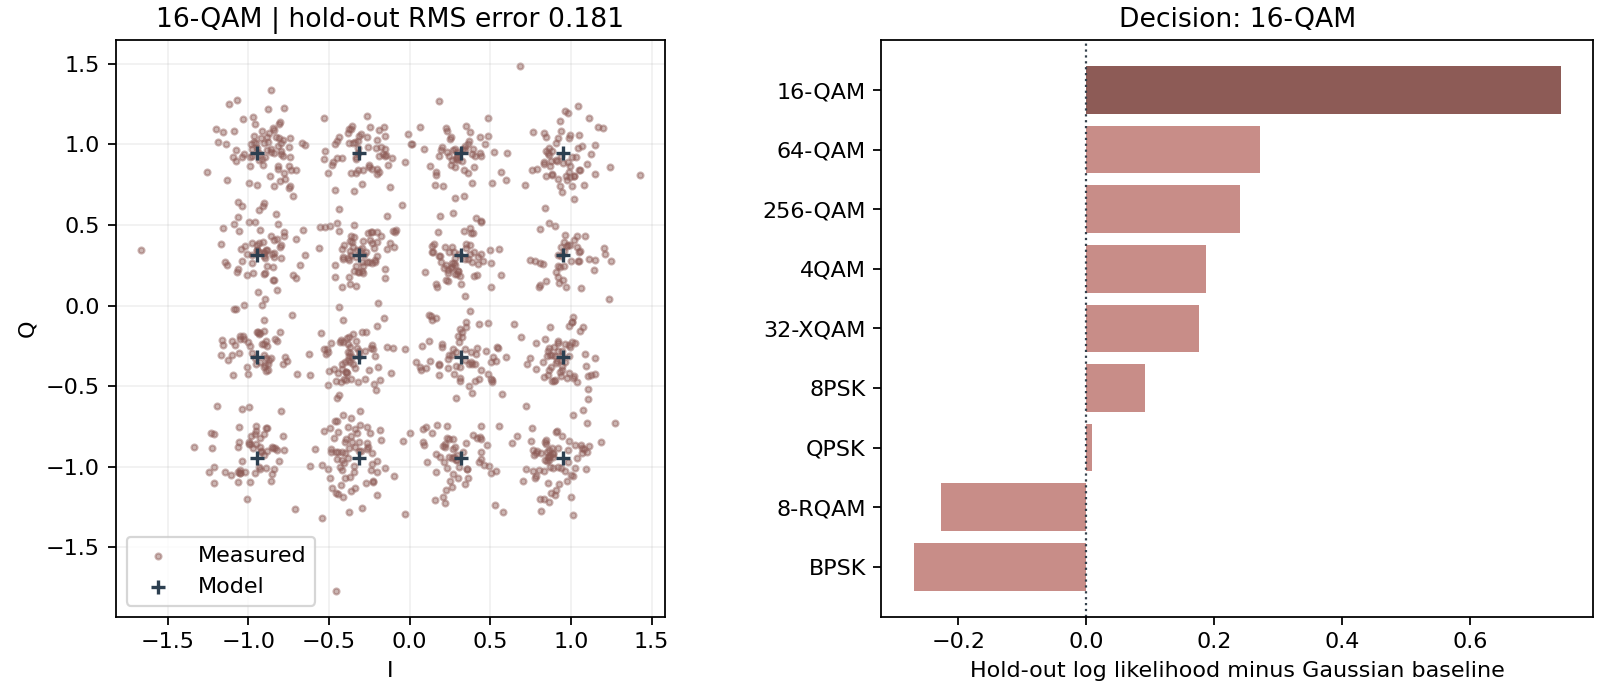 16-QAM | hold-out RMS error 0.181
1.5
1.0
0.5
0.0
−0.5
−1.0
−1.5
Q
Measured
Model
−1.5 −1.0 −0.5 0.0 0.5 1.0 1.5
I
Decision: 16-QAM
16-QAM
64-QAM
256-QAM
4QAM
32-XQAM
8PSK
QPSK
8-RQAM
BPSK
−0.2 0.0 0.2 0.4 0.6
Hold-out log likelihood minus Gaussian baseline